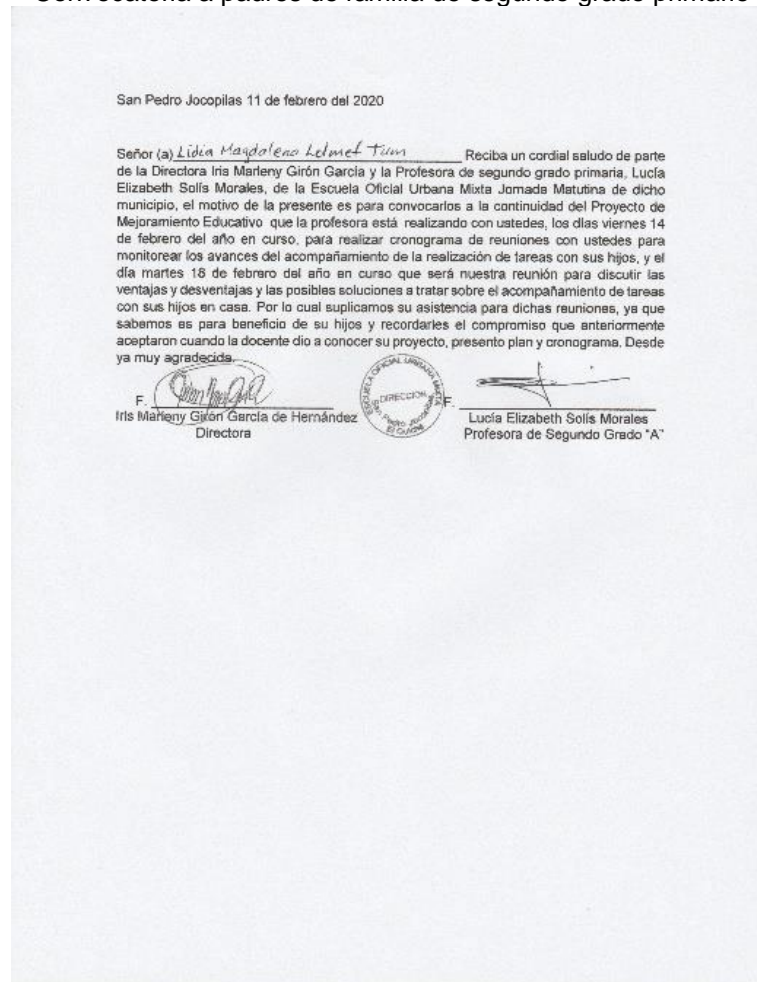 Convocatoria a padres de familia de segundo grado primario
San Pedro Jocopilas 11 de febrero del 2020
Señor (a) Lidia Magdalena Tum Reciba un cordial saludo de parte
de la Directora Iris Marleny Girón García y la Profesora de segundo grado primaria, Lucía
Elizabeth Solís Morales, de la Escuela Oficial Urbana Mixta Jornada Matutina de dicho
municipio, el motivo de la presente es para convocarlos a la continuidad del Proyecto de
Mejoramiento Educativo que la profesora está realizando con ustedes, los días viernes 14
de febrero del año en curso, para realizar cronograma de reuniones con ustedes para
monitorear los avances del acompañamiento de la realización de tareas con sus hijos, y el
día martes 18 de febrero del año en curso que será nuestra reunión para discutir las
ventajas y desventajas y las posibles soluciones a tratar sobre el acompañamiento de tareas
con sus hijos en casa. Por lo cual suplicamos su asistencia para dichas reuniones, ya que
sabemos es para beneficio de su hijos y recordarles el compromiso que anteriormente
aceptaron cuando la docente dio a conocer su proyecto, presento plan y cronograma. Desde
ya muy agradecida.
F.
Iris Marleny Girón García de Hernández
Directora
ESCUELA OFICIAL URBANA MIXTA
DIRECCION
San Pedro Jocopilas
El Quiché
F.
Lucía Elizabeth Solís Morales
Profesora de Segundo Grado "A"